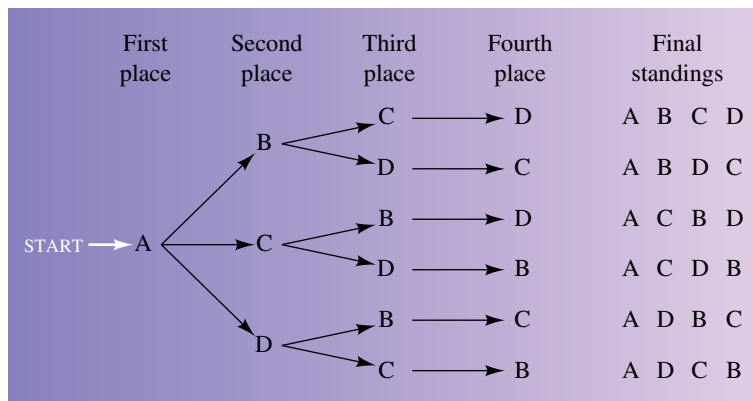 First Second Third Fourth Final
place place place place standings
C D A B C D
B
D C A B D C
B D A C B D
START A C
D B A C D B
B C A D B C
D
C B A D C B